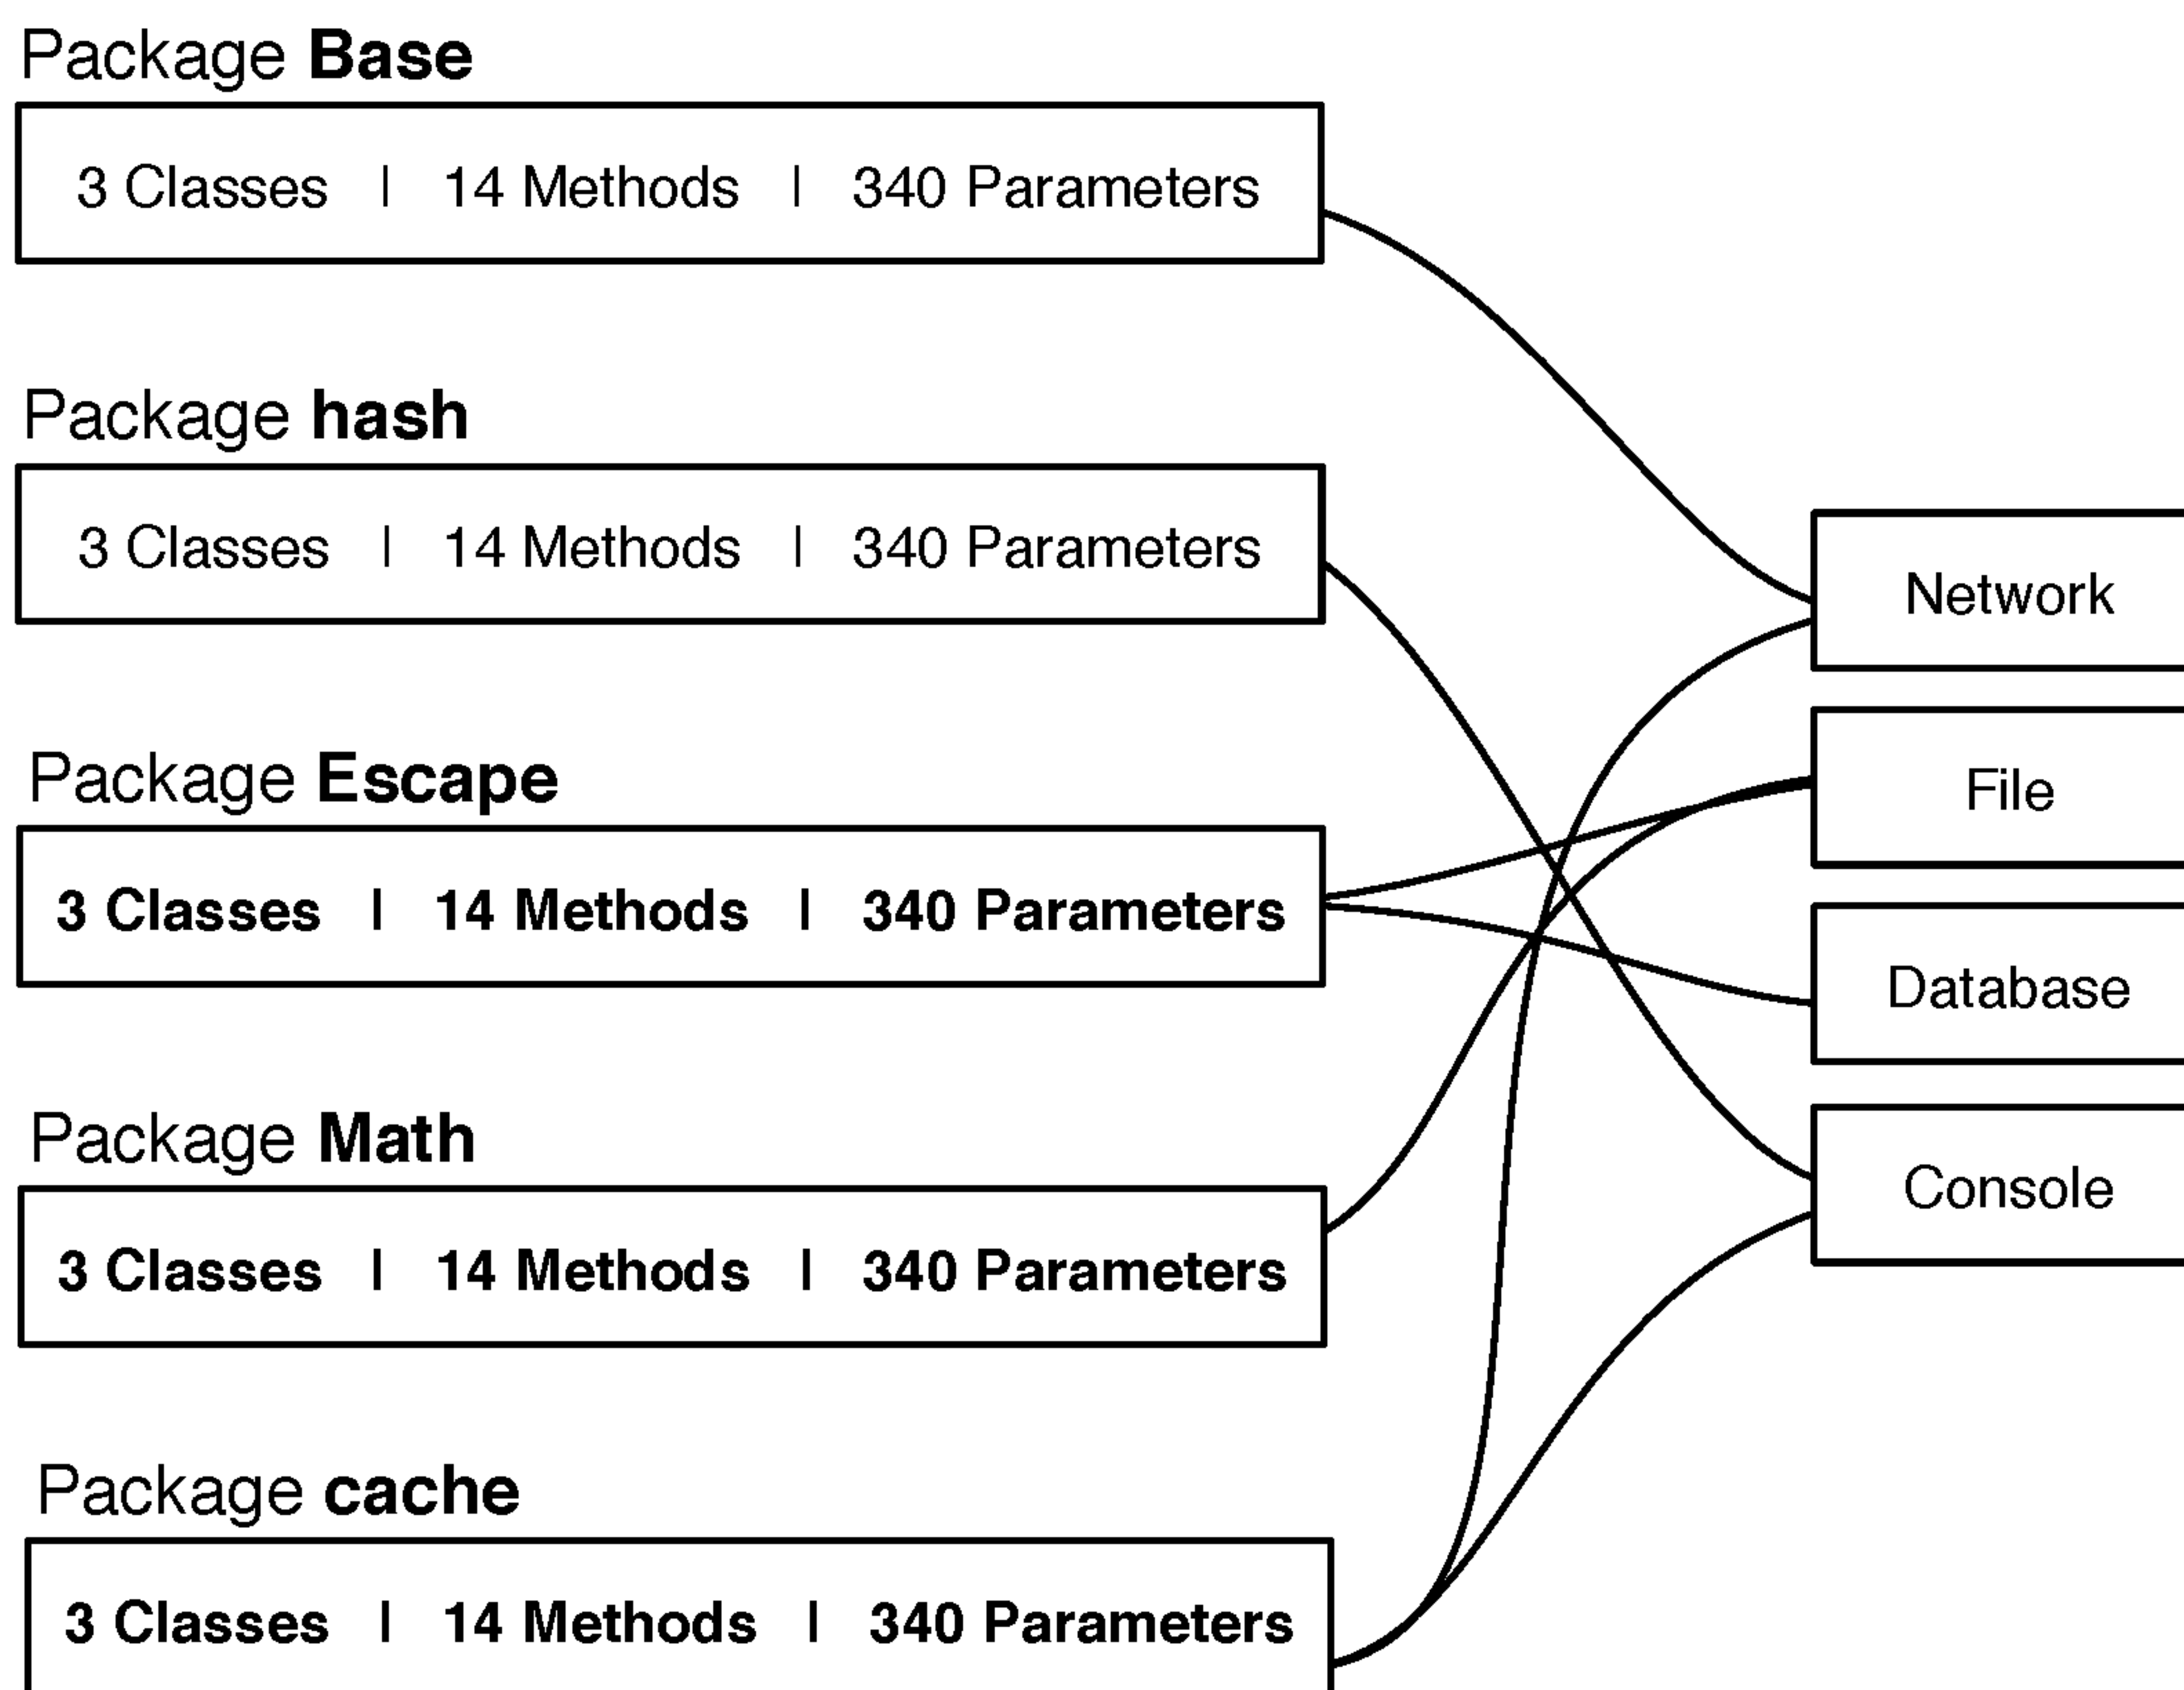 Package Base
3 Classes | 14 Methods | 340 Parameters
Package hash
3 Classes | 14 Methods | 340 Parameters
Network
Package Escape
File
3 Classes | 14 Methods | 340 Parameters
Database
Package Math
Console
3 Classes | 14 Methods | 340 Parameters
Package cache
3 Classes | 14 Methods | 340 Parameters